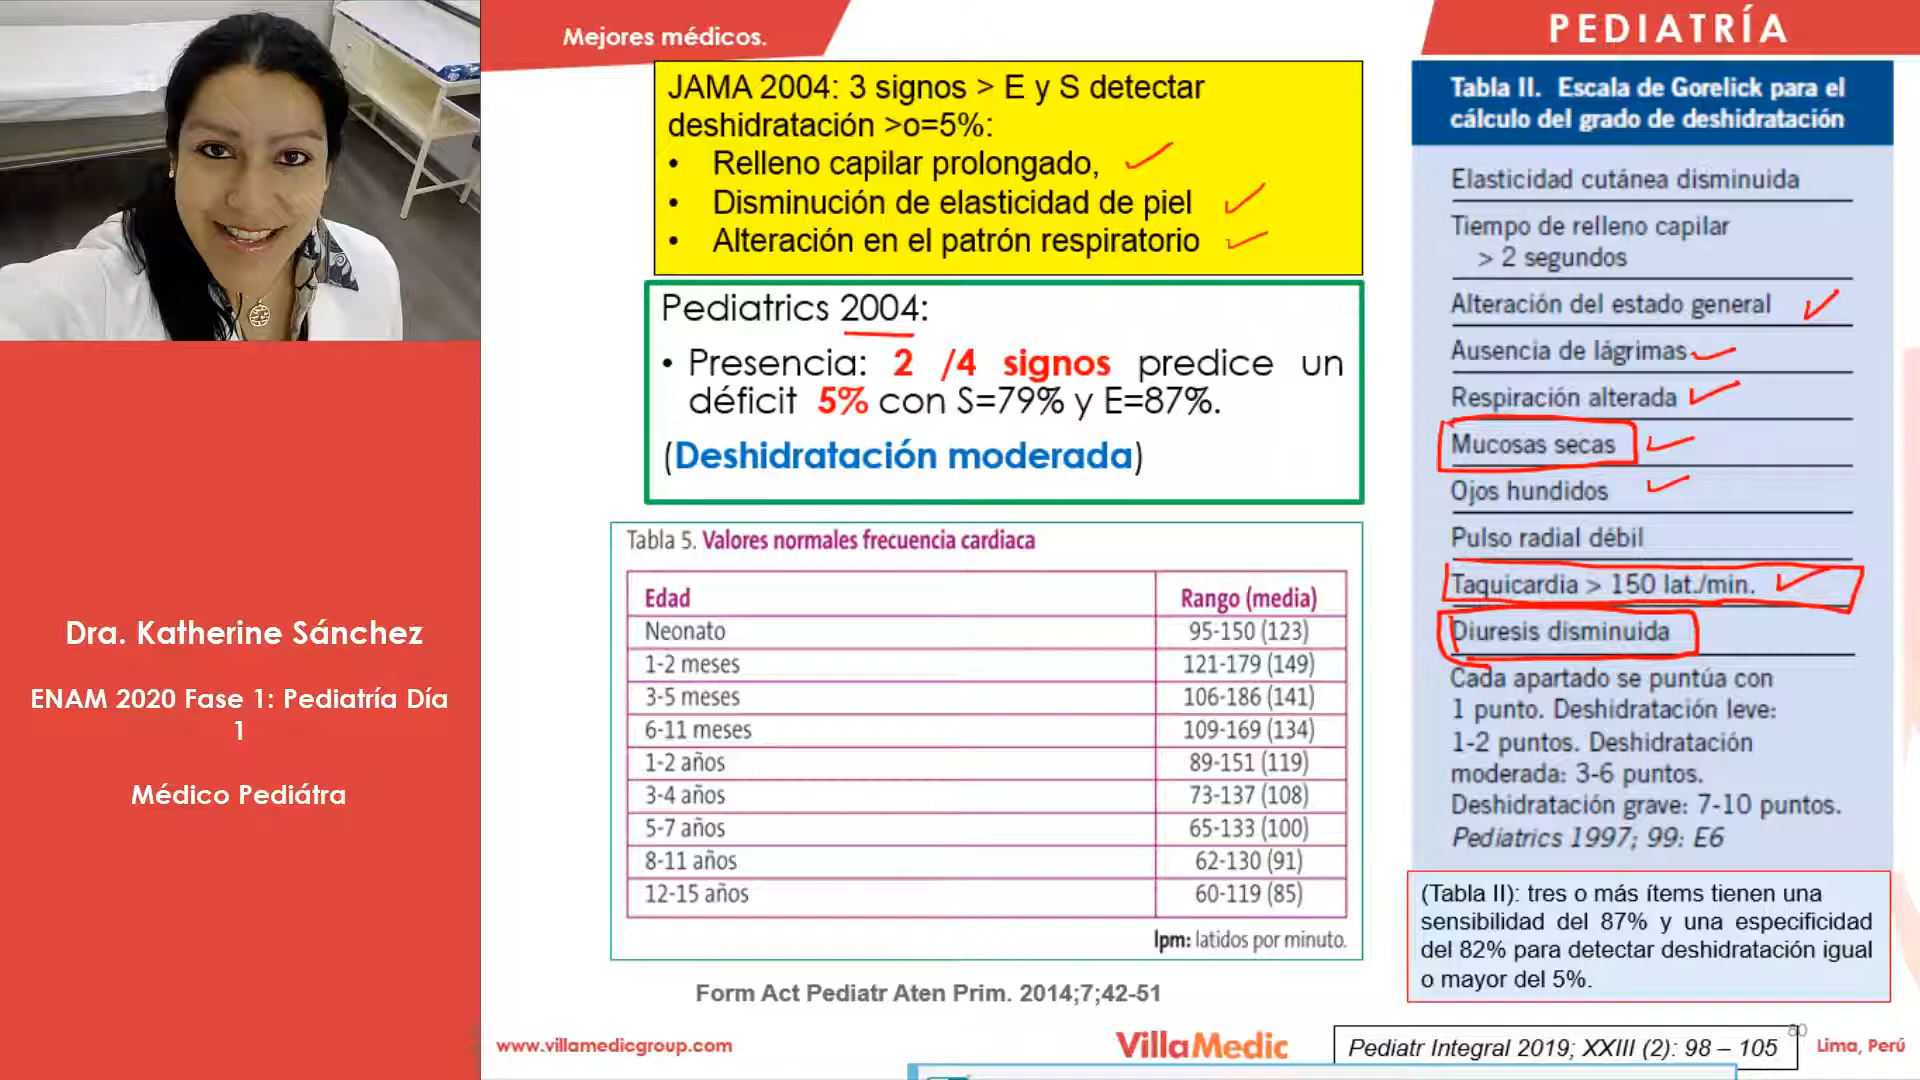 Mejores médicos.
PEDIATRÍA
JAMA 2004: 3 signos > E y S detectar
deshidratación >o=5%:
• Relleno capilar prolongado,
• Disminución de elasticidad de piel
• Alteración en el patrón respiratorio
Pediatrics 2004:
• Presencia: 2 /4 signos predice un
déficit 5% con S=79% y E=87%.
(Deshidratación moderada)
Tabla 5. Valores normales frecuencia cardiaca
Edad Rango (media)
Neonato 95-150 (123)
1-2 meses 121-179 (149)
3-5 meses 106-186 (141)
6-11 meses 109-169 (134)
1-2 años 89-151 (119)
3-4 años 73-137 (108)
5-7 años 65-133 (100)
8-11 años 62-130 (91)
12-15 años 60-119 (85)
lpm: latidos por minuto.
Form Act Pediatr Aten Prim. 2014;7;42-51
Tabla II. Escala de Gorelick para el
cálculo del grado de deshidratación
Elasticidad cutánea disminuida
Tiempo de relleno capilar
> 2 segundos
Alteración del estado general
Ausencia de lágrimas
Respiración alterada
Mucosas secas
Ojos hundidos
Pulso radial débil
Taquicardia > 150 lat./min.
Diuresis disminuida
Cada apartado se puntúa con
1 punto. Deshidratación leve:
1-2 puntos. Deshidratación
moderada: 3-6 puntos.
Deshidratación grave: 7-10 puntos.
Pediatrics 1997; 99: E6
(Tabla II): tres o más ítems tienen una
sensibilidad del 87% y una especificidad
del 82% para detectar deshidratación igual
o mayor del 5%.
Dra. Katherine Sánchez
ENAM 2020 Fase 1: Pediatría Día
1
Médico Pediátra
www.villamedicgroup.com
VillaMedic
Pediatr Integral 2019; XXIII (2): 98 – 105
80
Lima, Perú